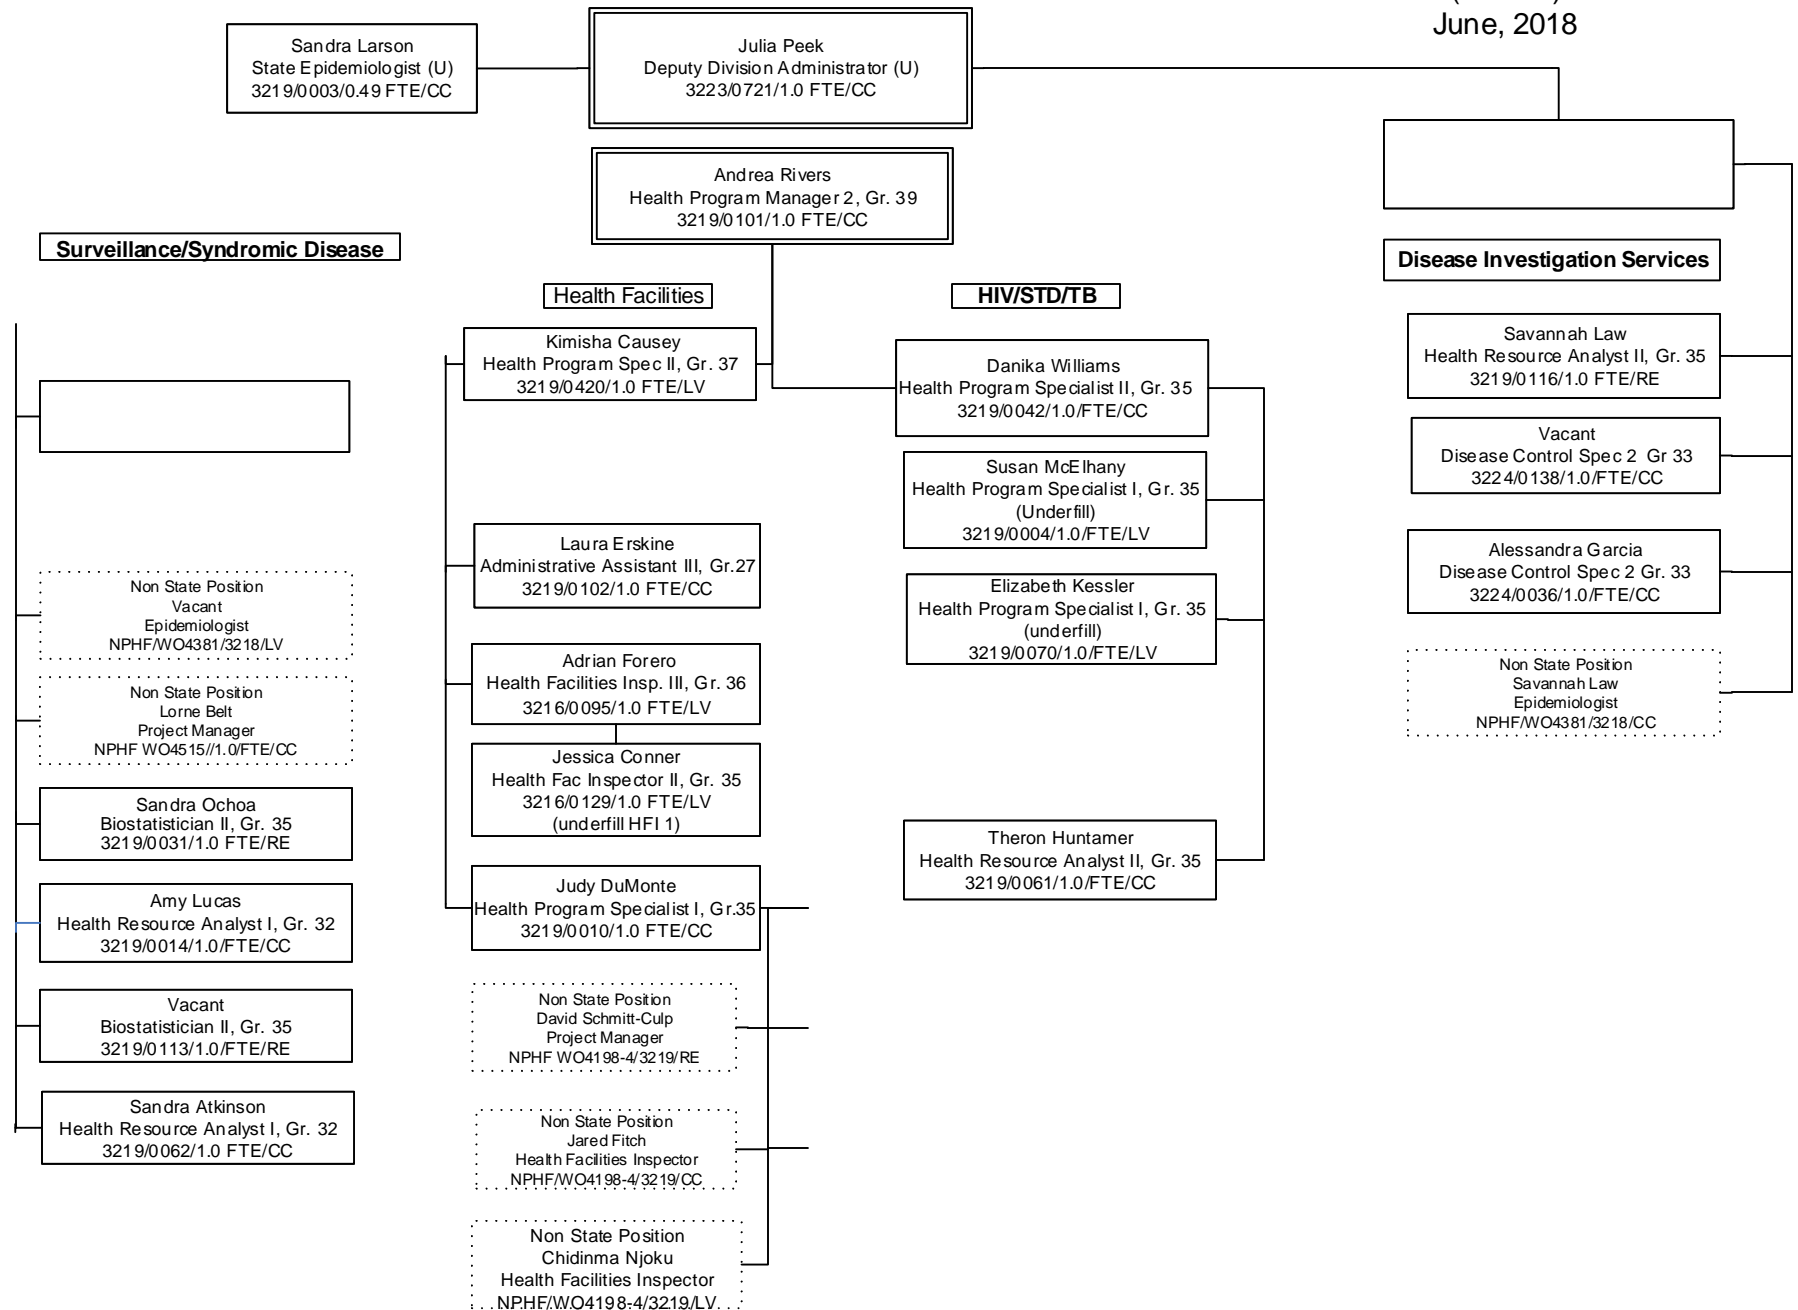 June, 2018
Sandra Larson
State Epidemiologist (U)
3219/0003/0.49 FTE/CC
Julia Peek
Deputy Division Administrator (U)
3223/0721/1.0 FTE/CC
Andrea Rivers
Health Program Manager 2, Gr. 39
3219/0101/1.0 FTE/CC
Surveillance/Syndromic Disease
Non State Position
Vacant
Epidemiologist
NPHF/WO4381/3218/LV
Non State Position
Lorne Belt
Project Manager
NPHF WO4515//1.0/FTE/CC
Sandra Ochoa
Biostatistician II, Gr. 35
3219/0031/1.0 FTE/RE
Amy Lucas
Health Resource Analyst I, Gr. 32
3219/0014/1.0/FTE/CC
Vacant
Biostatistician II, Gr. 35
3219/0113/1.0/FTE/RE
Sandra Atkinson
Health Resource Analyst I, Gr. 32
3219/0062/1.0 FTE/CC
Health Facilities
Kimisha Causey
Health Program Spec II, Gr. 37
3219/0420/1.0 FTE/LV
Laura Erskine
Administrative Assistant III, Gr.27
3219/0102/1.0 FTE/CC
Adrian Forero
Health Facilities Insp. III, Gr. 36
3216/0095/1.0 FTE/LV
Jessica Conner
Health Fac Inspector II, Gr. 35
3216/0129/1.0 FTE/LV
(underfill HFI 1)
Judy DuMonte
Health Program Specialist I, Gr.35
3219/0010/1.0 FTE/CC
Non State Position
David Schmitt-Culp
Project Manager
NPHF WO4198-4/3219/RE
Non State Position
Jared Fitch
Health Facilities Inspector
NPHF/WO4198-4/3219/CC
Non State Position
Chidinma Njoku
Health Facilities Inspector
NPHF/WO4198-4/3219/LV
HIV/STD/TB
Danika Williams
Health Program Specialist II, Gr. 35
3219/0042/1.0/FTE/CC
Susan McElhany
Health Program Specialist I, Gr. 35
(Underfill)
3219/0004/1.0/FTE/LV
Elizabeth Kessler
Health Program Specialist I, Gr. 35
(underfill)
3219/0070/1.0/FTE/LV
Theron Huntamer
Health Resource Analyst II, Gr. 35
3219/0061/1.0/FTE/CC
Disease Investigation Services
Savannah Law
Health Resource Analyst II, Gr. 35
3219/0116/1.0 FTE/RE
Vacant
Disease Control Spec 2 Gr 33
3224/0138/1.0/FTE/CC
Alessandra Garcia
Disease Control Spec 2 Gr. 33
3224/0036/1.0/FTE/CC
Non State Position
Savannah Law
Epidemiologist
NPHF/WO4381/3218/CC